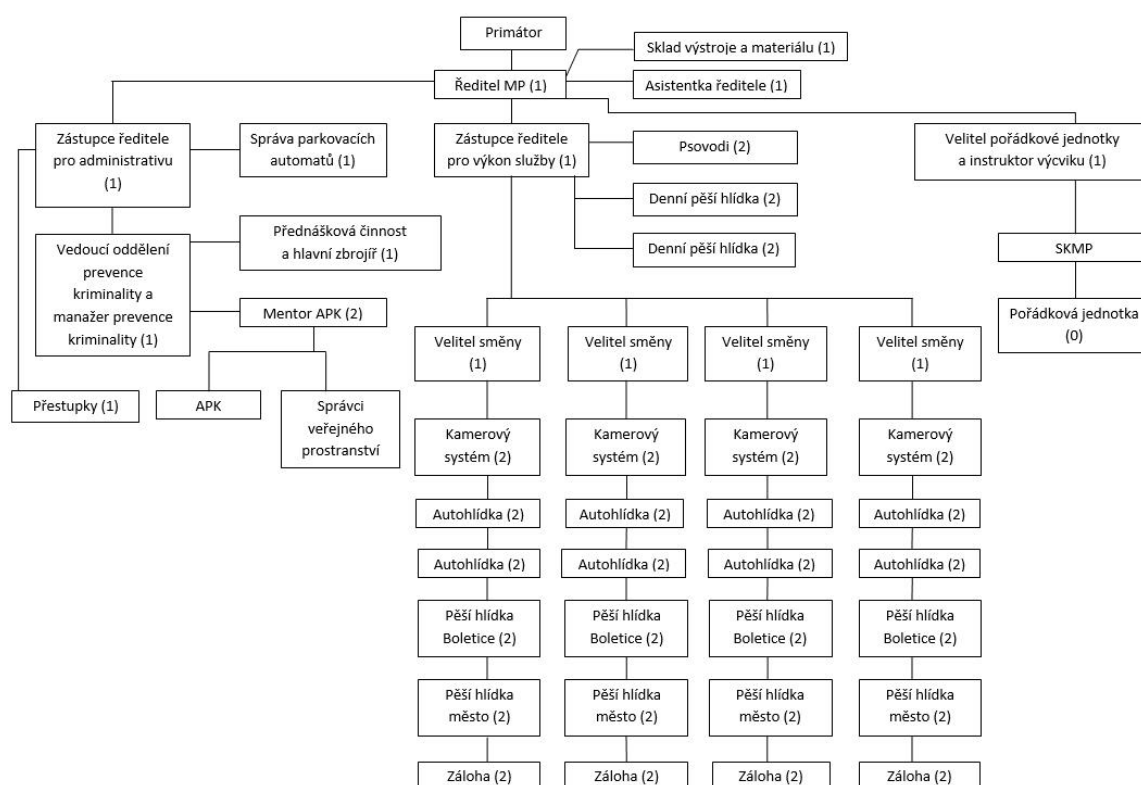 Primátor
Sklad výstroje a materiálu (1)
Ředitel MP (1)
Asistentka ředitele (1)
Zástupce ředitele
pro administrativu
(1)
Správa parkovacích
automatů (1)
Zástupce ředitele
pro výkon služby (1)
Psovodi (2)
Velitel pořádkové jednotky
a instruktor výcviku (1)
Denní pěší hlídka (2)
Denní pěší hlídka (2)
Vedoucí oddělení
prevence
kriminality a
manažer prevence
kriminality (1)
Přednášková činnost
a hlavní zbrojíř (1)
SKMP
Mentor APK (2)
Pořádková jednotka
(0)
Přestupky (1)
APK
Správci
veřejného
prostranství
Velitel směny
(1)
Velitel směny
(1)
Velitel směny
(1)
Velitel směny
(1)
Kamerový
systém (2)
Kamerový
systém (2)
Kamerový
systém (2)
Kamerový
systém (2)
Autohlídka (2)
Autohlídka (2)
Autohlídka (2)
Autohlídka (2)
Autohlídka (2)
Autohlídka (2)
Autohlídka (2)
Autohlídka (2)
Pěší hlídka
Boletice (2)
Pěší hlídka
Boletice (2)
Pěší hlídka
Boletice (2)
Pěší hlídka
Boletice (2)
Pěší hlídka
město (2)
Pěší hlídka
město (2)
Pěší hlídka
město (2)
Pěší hlídka
město (2)
Záloha (2)
Záloha (2)
Záloha (2)
Záloha (2)